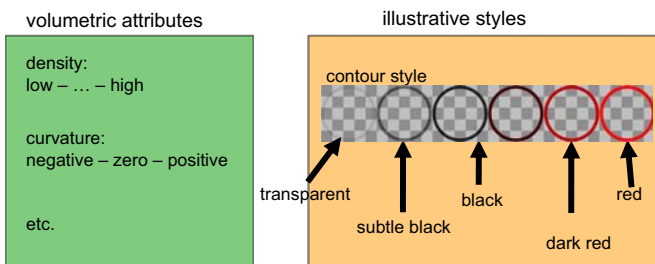 volumetric attributes
density:
low – … – high
curvature:
negative – zero – positive
etc.
illustrative styles
contour style
transparent
subtle black
black
dark red
red